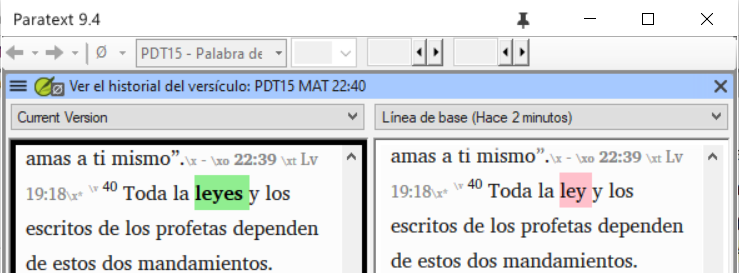 Paratext 9.4
PDT15 - Palabra de
Ver el historial del versículo: PDT15 MAT 22:40
Current Version
Línea de base (Hace 2 minutos)
amas a ti mismo”.\x - \xo 22:39 \xt Lv
19:18\x* \v 40 Toda la leyes y los
escritos de los profetas dependen
de estos dos mandamientos.
amas a ti mismo”.\x - \xo 22:39 \xt Lv
19:18\x* \v 40 Toda la ley y los
escritos de los profetas dependen
de estos dos mandamientos.